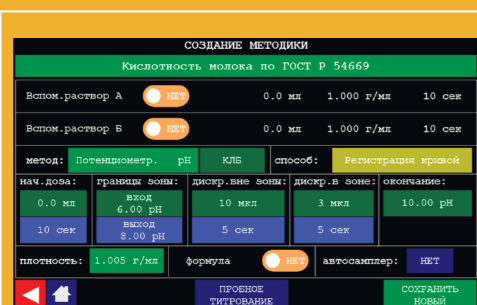 СОЗДАНИЕ МЕТОДИКИ
Кислотность молока по ГОСТ Р 54669
Вспом.раствор А НЕТ 0.0 мл 1.000 г/мл 10 сек
Вспом.раствор Б НЕТ 0.0 мл 1.000 г/мл 10 сек
метод: Потенциометр. pH КЛБ способ: Регистрация кривой
нач.доза: границы зоны: дискр.вне зоны: дискр.в зоне: окончание:
0.0 мл вход 6.00 pH 10 мкл 3 мкл 10.00 pH
10 сек выход 8.00 pH 5 сек 5 сек
плотность: 1.005 г/мл формула НЕТ автосамплер: НЕТ
ПРОБНОЕ СОХРАНИТЬ
ТИТРОВАНИЕ НОВЫЙ